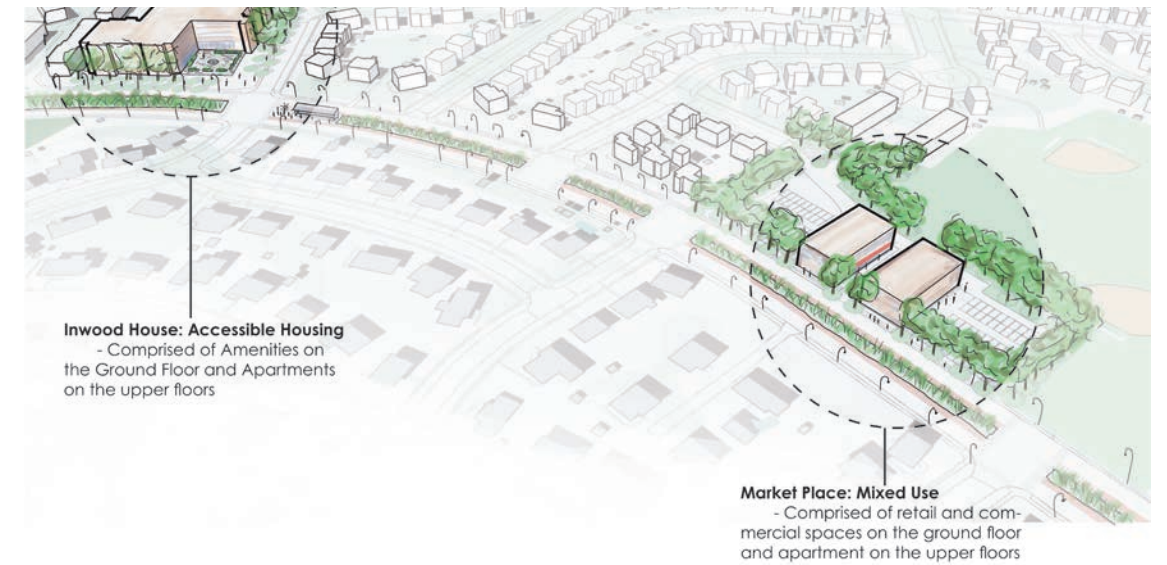 Inwood House: Accessible Housing
- Comprised of Amenities on
the Ground Floor and Apartments
on the upper floors
Market Place: Mixed Use
- Comprised of retail and com-
mercial spaces on the ground floor
and apartment on the upper floors